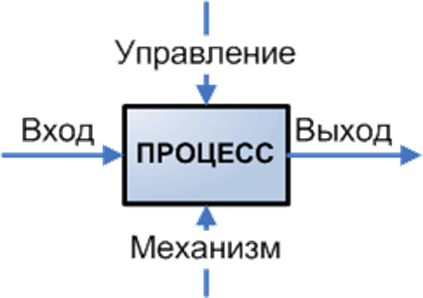 Управление
Вход
ПРОЦЕСС
Выход
Механизм